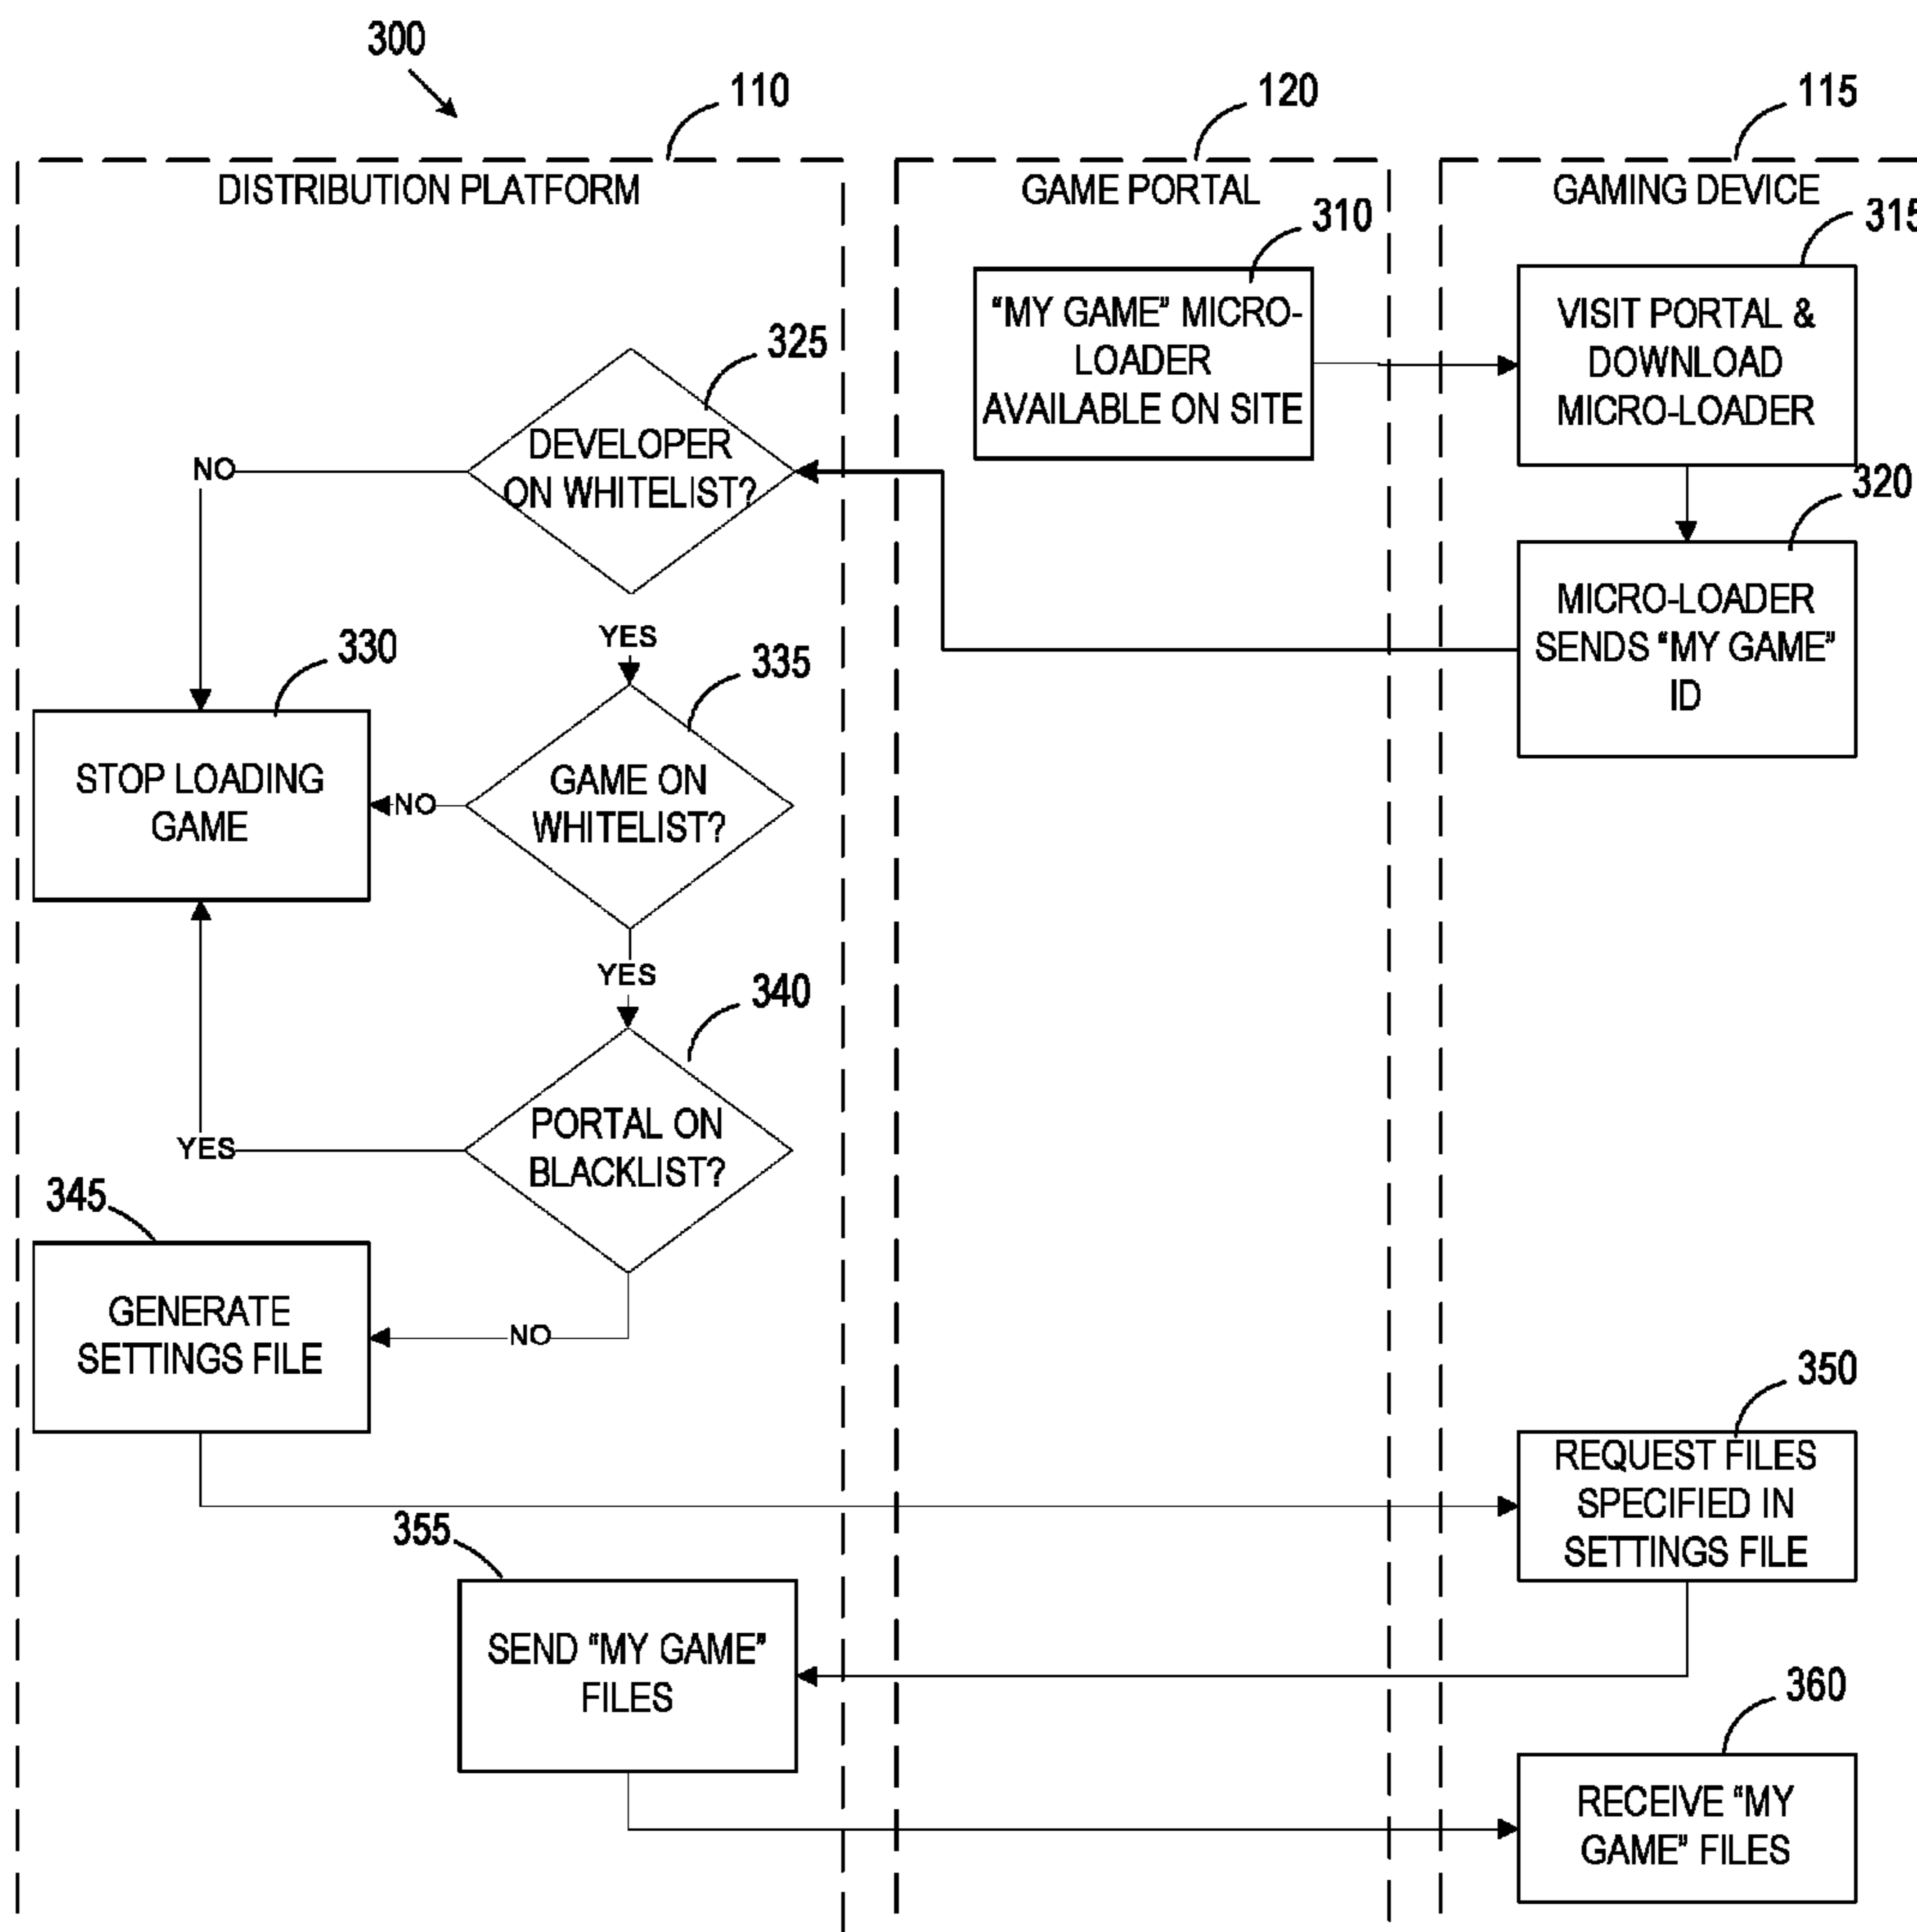 300
110
120
115
DISTRIBUTION PLATFORM
GAME PORTAL
GAMING DEVICE
310
315
"MY GAME" MICRO-
LOADER
AVAILABLE ON SITE
VISIT PORTAL &
DOWNLOAD
MICRO-LOADER
325
DEVELOPER
ON WHITELIST?
NO
320
MICRO-LOADER
SENDS "MY GAME"
ID
YES
330
335
STOP LOADING
GAME
NO
GAME ON
WHITELIST?
YES
340
PORTAL ON
BLACKLIST?
YES
345
GENERATE
SETTINGS FILE
NO
350
REQUEST FILES
SPECIFIED IN
SETTINGS FILE
355
SEND "MY GAME"
FILES
360
RECEIVE "MY
GAME" FILES